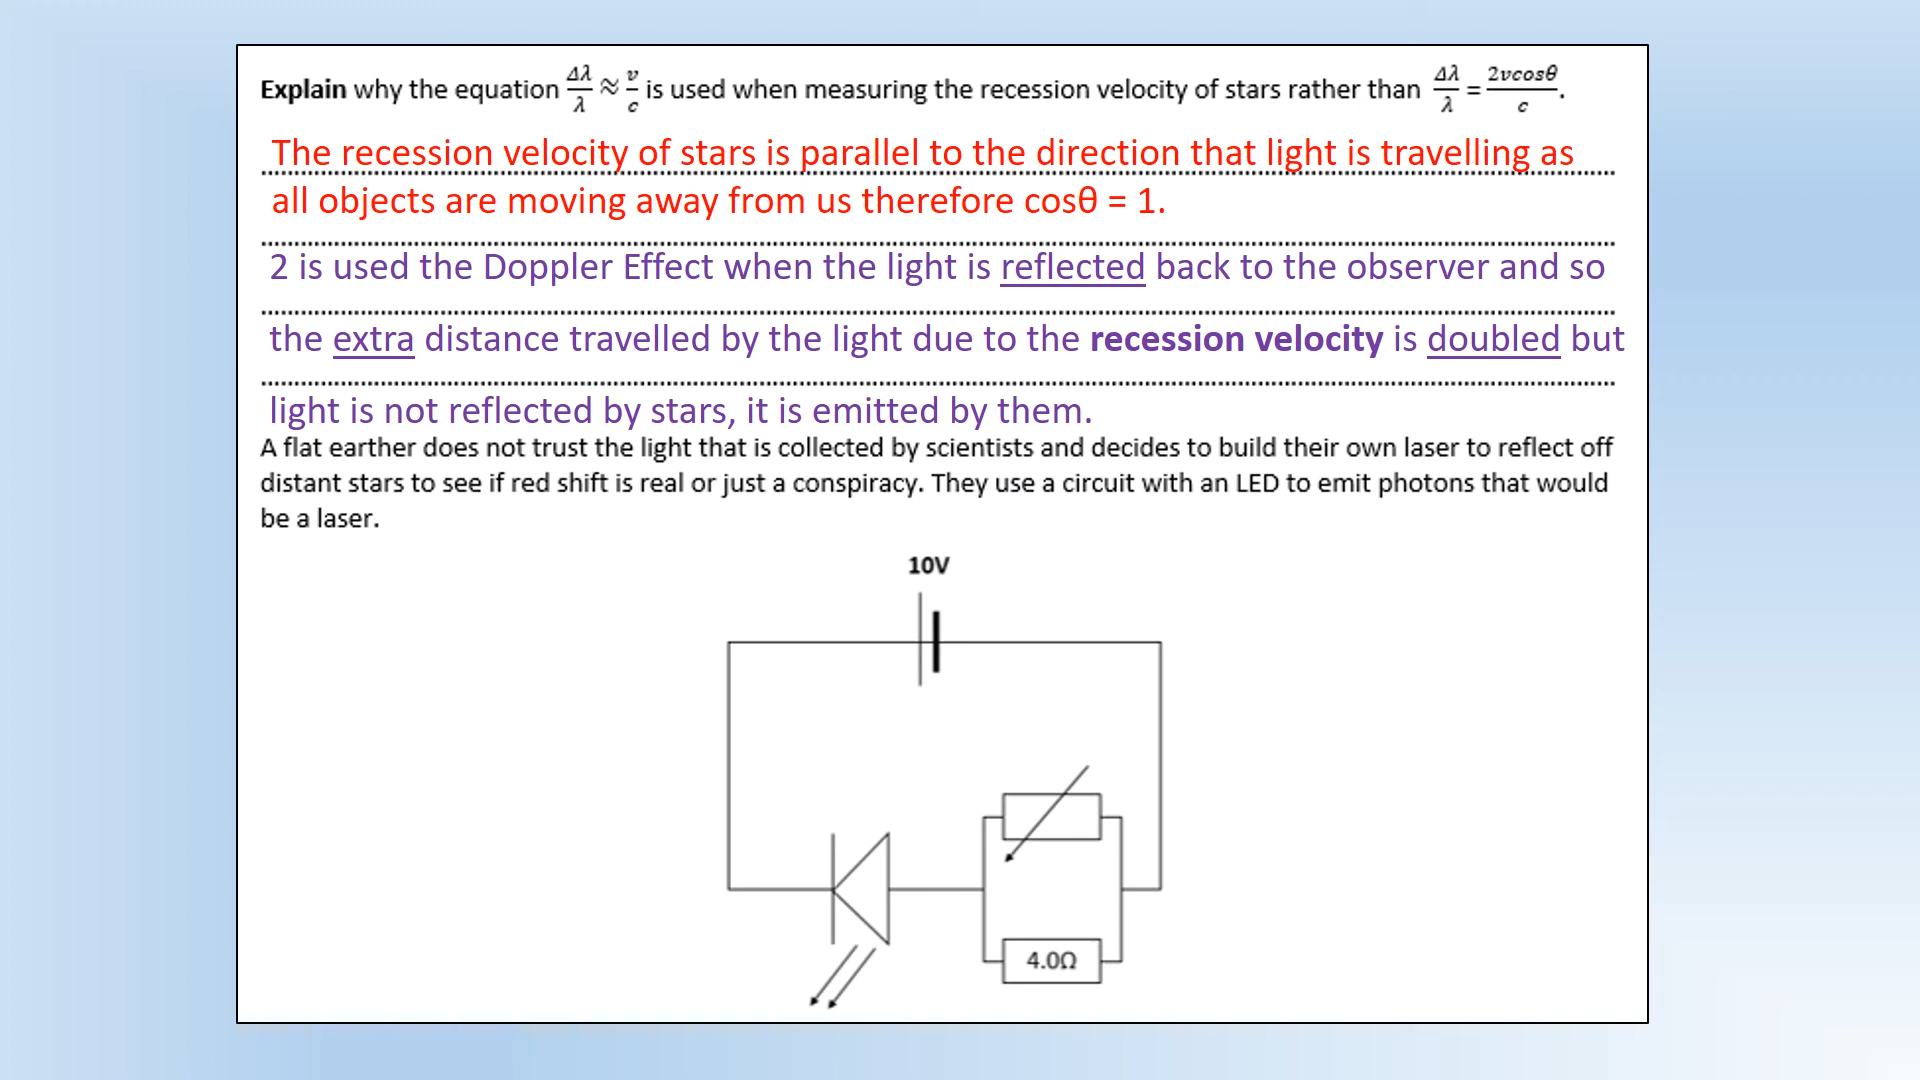 Explain why the equation Δλ/λ ≈ v/c is used when measuring the recession velocity of stars rather than Δλ/λ = 2vcosθ/c.
The recession velocity of stars is parallel to the direction that light is travelling as
all objects are moving away from us therefore cosθ = 1.
2 is used the Doppler Effect when the light is reflected back to the observer and so
the extra distance travelled by the light due to the recession velocity is doubled but
light is not reflected by stars, it is emitted by them.
A flat earther does not trust the light that is collected by scientists and decides to build their own laser to reflect off
distant stars to see if red shift is real or just a conspiracy. They use a circuit with an LED to emit photons that would
be a laser.
10V
4.0Ω